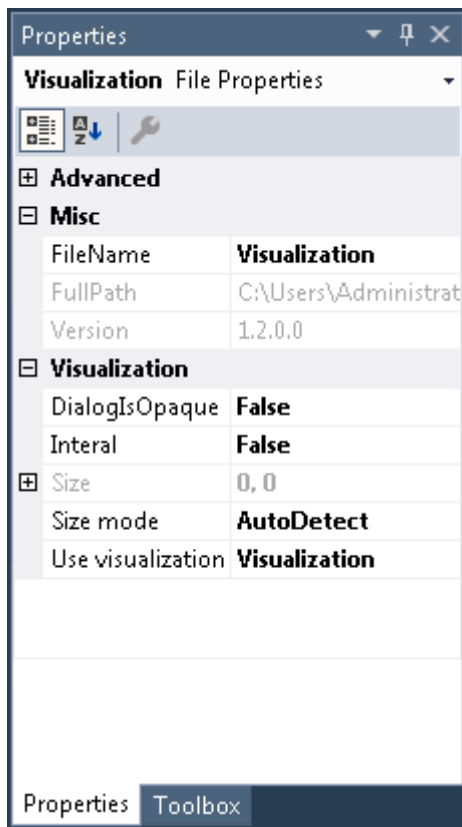 Properties
Visualization File Properties
Advanced
Misc
FileName Visualization
FullPath C:\Users\Administrat
Version 1.2.0.0
Visualization
DialogIsOpaque False
Interal False
Size 0, 0
Size mode AutoDetect
Use visualization Visualization
Properties Toolbox